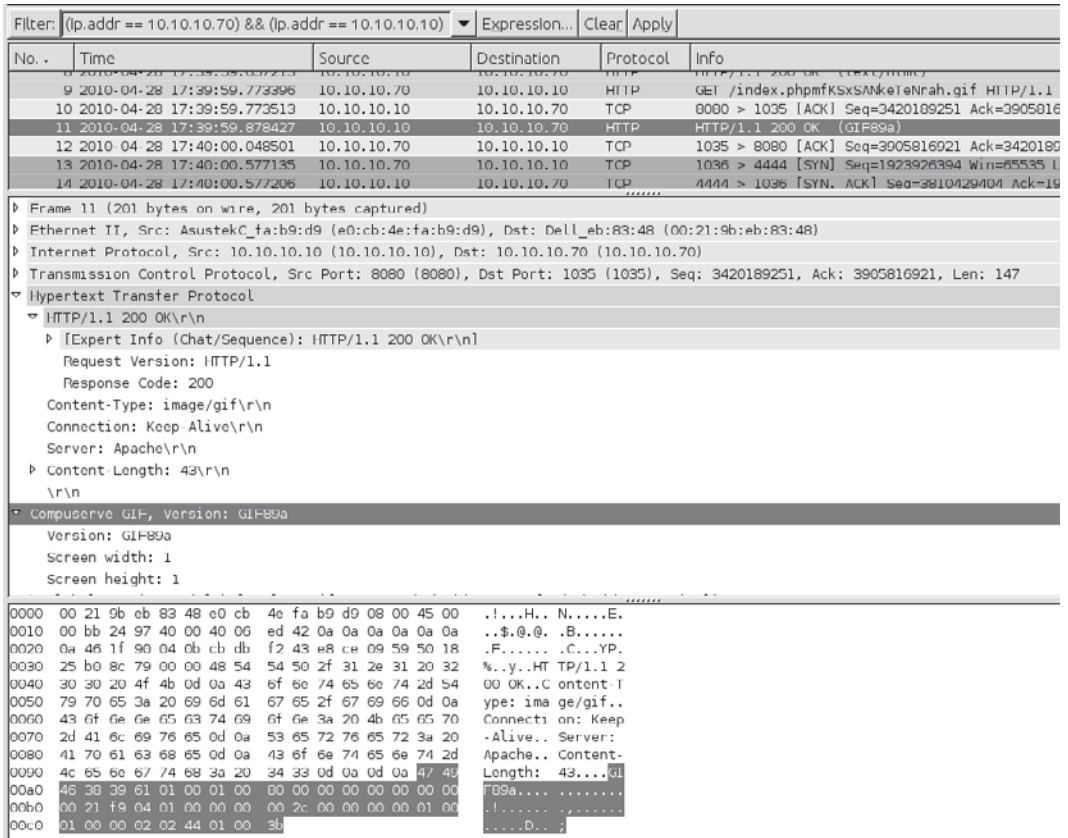 Filter: (ip.addr == 10.10.10.70) && (ip.addr == 10.10.10.10) Expression... Clear Apply
No. Time Source Destination Protocol Info
8 2010-04-28 17:39:59.657213 10.10.10.10 10.10.10.70 HTTP HTTP/1.1 200 OK (text/html)
9 2010-04-28 17:39:59.773396 10.10.10.70 10.10.10.10 HTTP GET /index.phpmfKSxSANkeTeNrah.gif HTTP/1.1
10 2010-04-28 17:39:59.773513 10.10.10.10 10.10.10.70 TCP 8080 > 1035 [ACK] Seq=3420189251 Ack=3905816
11 2010-04-28 17:39:59.878427 10.10.10.10 10.10.10.70 HTTP HTTP/1.1 200 OK (GIF89a)
12 2010-04-28 17:40:00.048501 10.10.10.70 10.10.10.10 TCP 1035 > 8080 [ACK] Seq=3905816921 Ack=3420189
13 2010-04-28 17:40:00.577135 10.10.10.70 10.10.10.10 TCP 1036 > 4444 [SYN] Seq=1923926394 Win=65535 L
14 2010-04-28 17:40:00.577206 10.10.10.10 10.10.10.70 TCP 4444 > 1036 [SYN, ACK] Seq=3810429404 Ack=19
Frame 11 (201 bytes on wire, 201 bytes captured)
Ethernet II, Src: AsustekC_fa:b9:d9 (e0:cb:4e:fa:b9:d9), Dst: Dell_eb:83:48 (00:21:9b:eb:83:48)
Internet Protocol, Src: 10.10.10.10 (10.10.10.10), Dst: 10.10.10.70 (10.10.10.70)
Transmission Control Protocol, Src Port: 8080 (8080), Dst Port: 1035 (1035), Seq: 3420189251, Ack: 3905816921, Len: 147
Hypertext Transfer Protocol
HTTP/1.1 200 OK\r\n
[Expert Info (Chat/Sequence): HTTP/1.1 200 OK\r\n]
Request Version: HTTP/1.1
Response Code: 200
Content-Type: image/gif\r\n
Connection: Keep-Alive\r\n
Server: Apache\r\n
Content-Length: 43\r\n
\r\n
Compuserve GIF, Version: GIF89a
Version: GIF89a
Screen width: 1
Screen height: 1
0000 00 21 9b eb 83 48 e0 cb 4e fa b9 d9 08 00 45 00 .!...H.. N.....E.
0010 00 bb 24 97 40 00 40 06 ed 42 0a 0a 0a 0a 0a 0a ..$.@.@. .B......
0020 0a 46 1f 90 04 0b cb db f2 43 e8 ce 09 59 50 18 .F...... .C...YP.
0030 25 b0 8c 79 00 00 48 54 54 50 2f 31 2e 31 20 32 %..y..HT TP/1.1 2
0040 30 30 20 4f 4b 0d 0a 43 6f 6e 74 65 6e 74 2d 54 00 OK..C ontent-T
0050 79 70 65 3a 20 69 6d 61 67 65 2f 67 69 66 0d 0a ype: ima ge/gif..
0060 43 6f 6e 6e 65 63 74 69 6f 6e 3a 20 4b 65 65 70 Connecti on: Keep
0070 2d 41 6c 69 76 65 0d 0a 53 65 72 76 65 72 3a 20 -Alive.. Server:
0080 41 70 61 63 68 65 0d 0a 43 6f 6e 74 65 6e 74 2d Apache.. Content-
0090 4c 65 6e 67 74 68 3a 20 34 33 0d 0a 0d 0a 47 49 Length: 43....GI
00a0 46 38 39 61 01 00 01 00 80 00 00 00 00 00 00 00 F89a.... ........
00b0 00 21 f9 04 01 00 00 00 00 2c 00 00 00 00 01 00 .!...... .,......
00c0 01 00 00 02 02 44 01 00 3b .....D.. ;